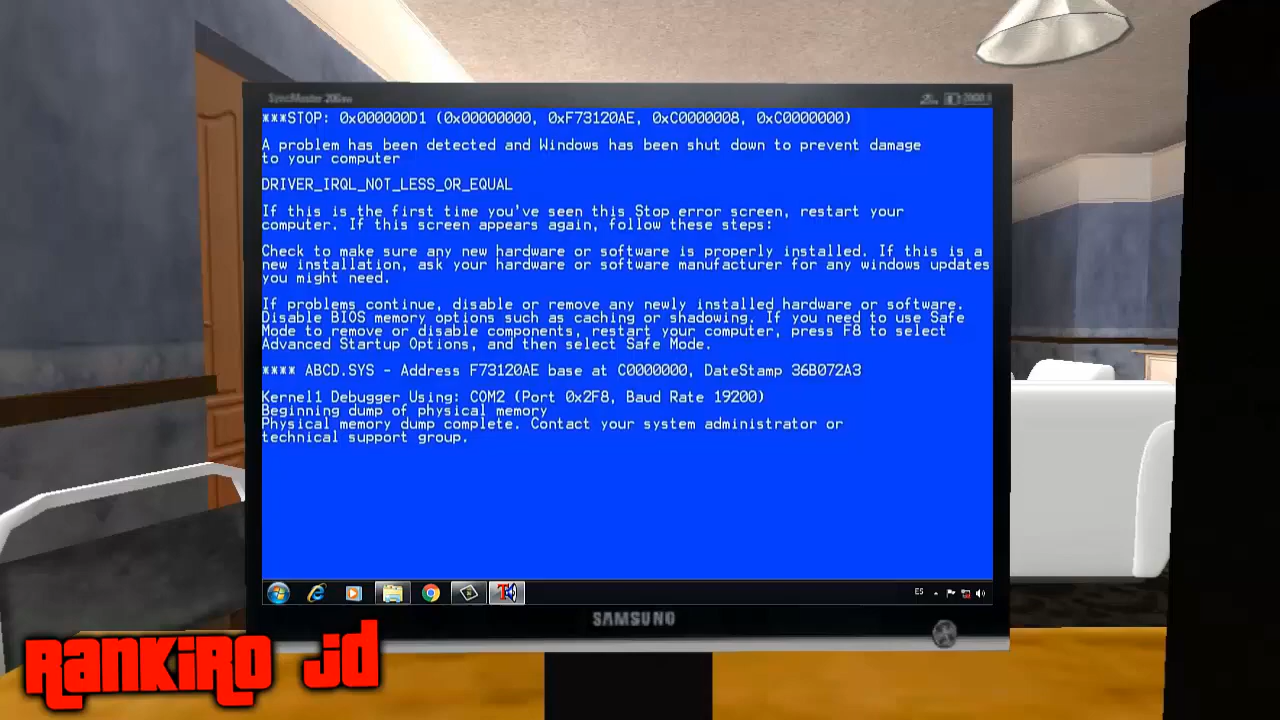 SyncMaster
***STOP: 0x000000D1 (0x00000000, 0xF73120AE, 0xC0000008, 0xC0000000)
A problem has been detected and Windows has been shut down to prevent damage
to your computer
DRIVER_IRQL_NOT_LESS_OR_EQUAL
If this is the first time you've seen this Stop error screen, restart your
computer. If this screen appears again, follow these steps:
Check to make sure any new hardware or software is properly installed. If this is a
new installation, ask your hardware or software manufacturer for any windows updates
you might need.
If problems continue, disable or remove any newly installed hardware or software.
Disable BIOS memory options such as caching or shadowing. If you need to use Safe
Mode to remove or disable components, restart your computer, press F8 to select
Advanced Startup Options, and then select Safe Mode.
**** ABCD.SYS - Address F73120AE base at C0000000, DateStamp 36B072A3
Kernel1 Debugger Using: COM2 (Port 0x2F8, Baud Rate 19200)
Beginning dump of physical memory
Physical memory dump complete. Contact your system administrator or
technical support group.
ES
SAMSUNO
RANKIRO JD